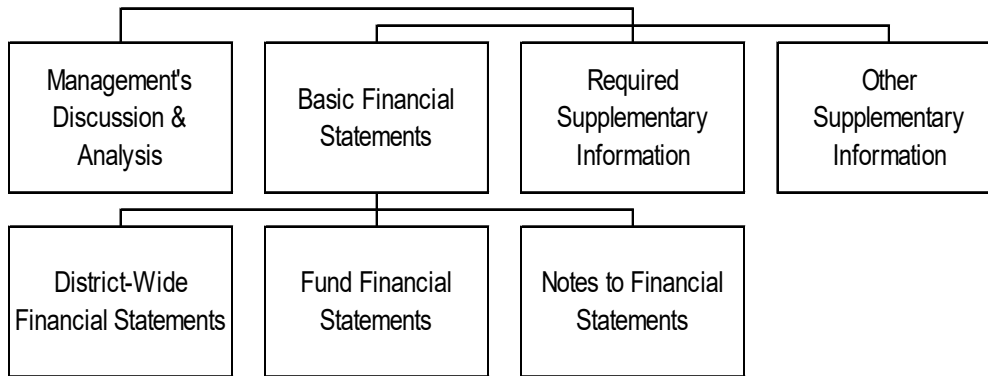 Management's
Discussion &
Analysis
Basic Financial
Statements
Required
Supplementary
Information
Other
Supplementary
Information
District-Wide
Financial Statements
Fund Financial
Statements
Notes to Financial
Statements